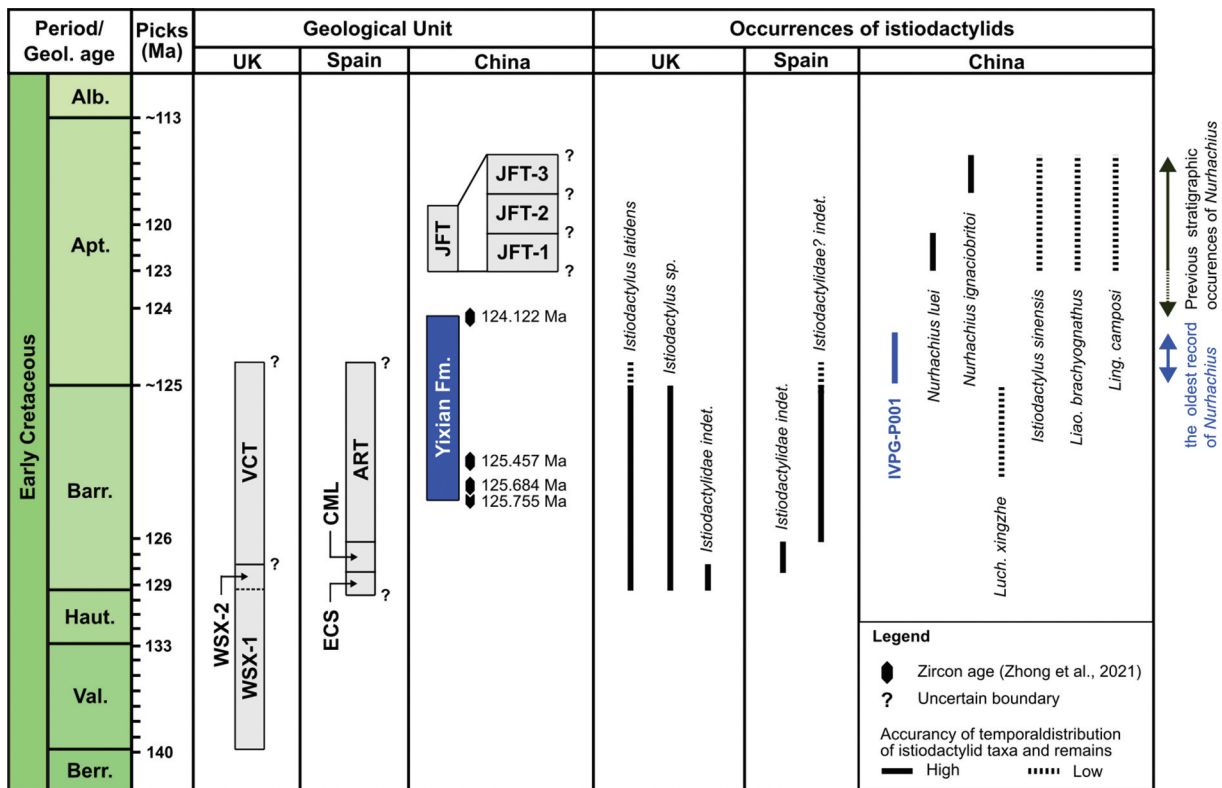 Period/
Geol. age
Picks
(Ma)
Geological Unit
Occurrences of istiodactylids
UK
Spain
China
UK
Spain
China
Early Cretaceous
Alb.
Apt.
Barr.
Haut.
Val.
Berr.
~113
120
123
124
~125
126
129
133
140
VCT
?
?
WSX-2
WSX-1
ART
?
CML
ECS
?
JFT
JFT-3
JFT-2
JFT-1
?
?
?
?
Yixian Fm.
124.122 Ma
125.457 Ma
125.684 Ma
125.755 Ma
Istiodactylus latidens
Istiodactylus sp.
Istiodactylidae indet.
Istiodactylidae indet.
Istiodactylidae? indet.
IVPG-P001
Nurhachius luei
Nurhachius ignaciobritoi
Luch. xingzhe
Istiodactylus sinensis
Liao. brachyognathus
Ling. camposi
Previous stratigraphic
occurences of Nurhachius
the oldest record
of Nurhachius
Legend
Zircon age (Zhong et al., 2021)
? Uncertain boundary
Accurancy of temporaldistribution
of istiodactylid taxa and remains
High Low